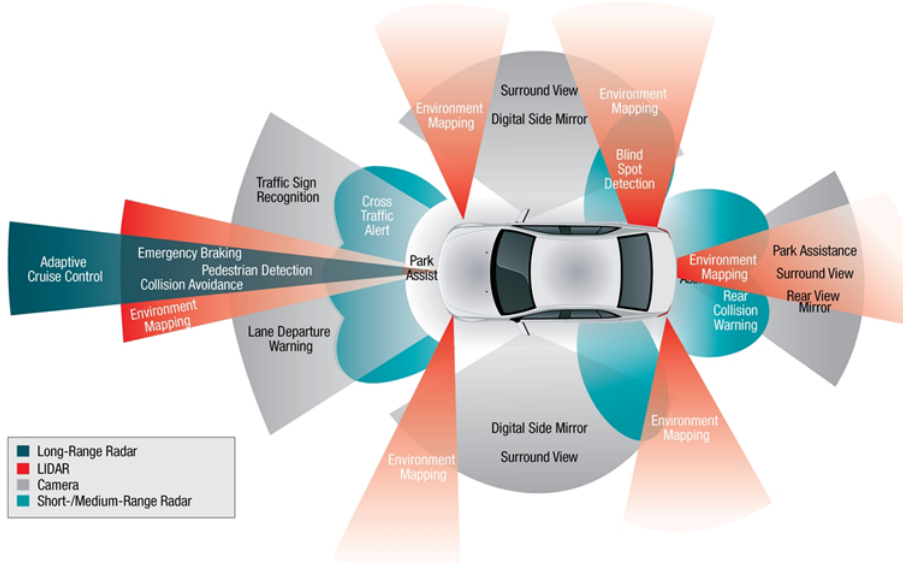 Surround View
Digital Side Mirror
Environment
Mapping
Environment
Mapping
Blind
Spot
Detection
Traffic Sign
Recognition
Cross
Traffic
Alert
Adaptive
Cruise Control
Emergency Braking
Pedestrian Detection
Collision Avoidance
Environment
Mapping
Park
Assist
Lane Departure
Warning
Environment
Mapping
Rear
Collision
Warning
Park Assistance
Surround View
Rear View
Mirror
Digital Side Mirror
Surround View
Environment
Mapping
Environment
Mapping
Long-Range Radar
LIDAR
Camera
Short-/Medium-Range Radar